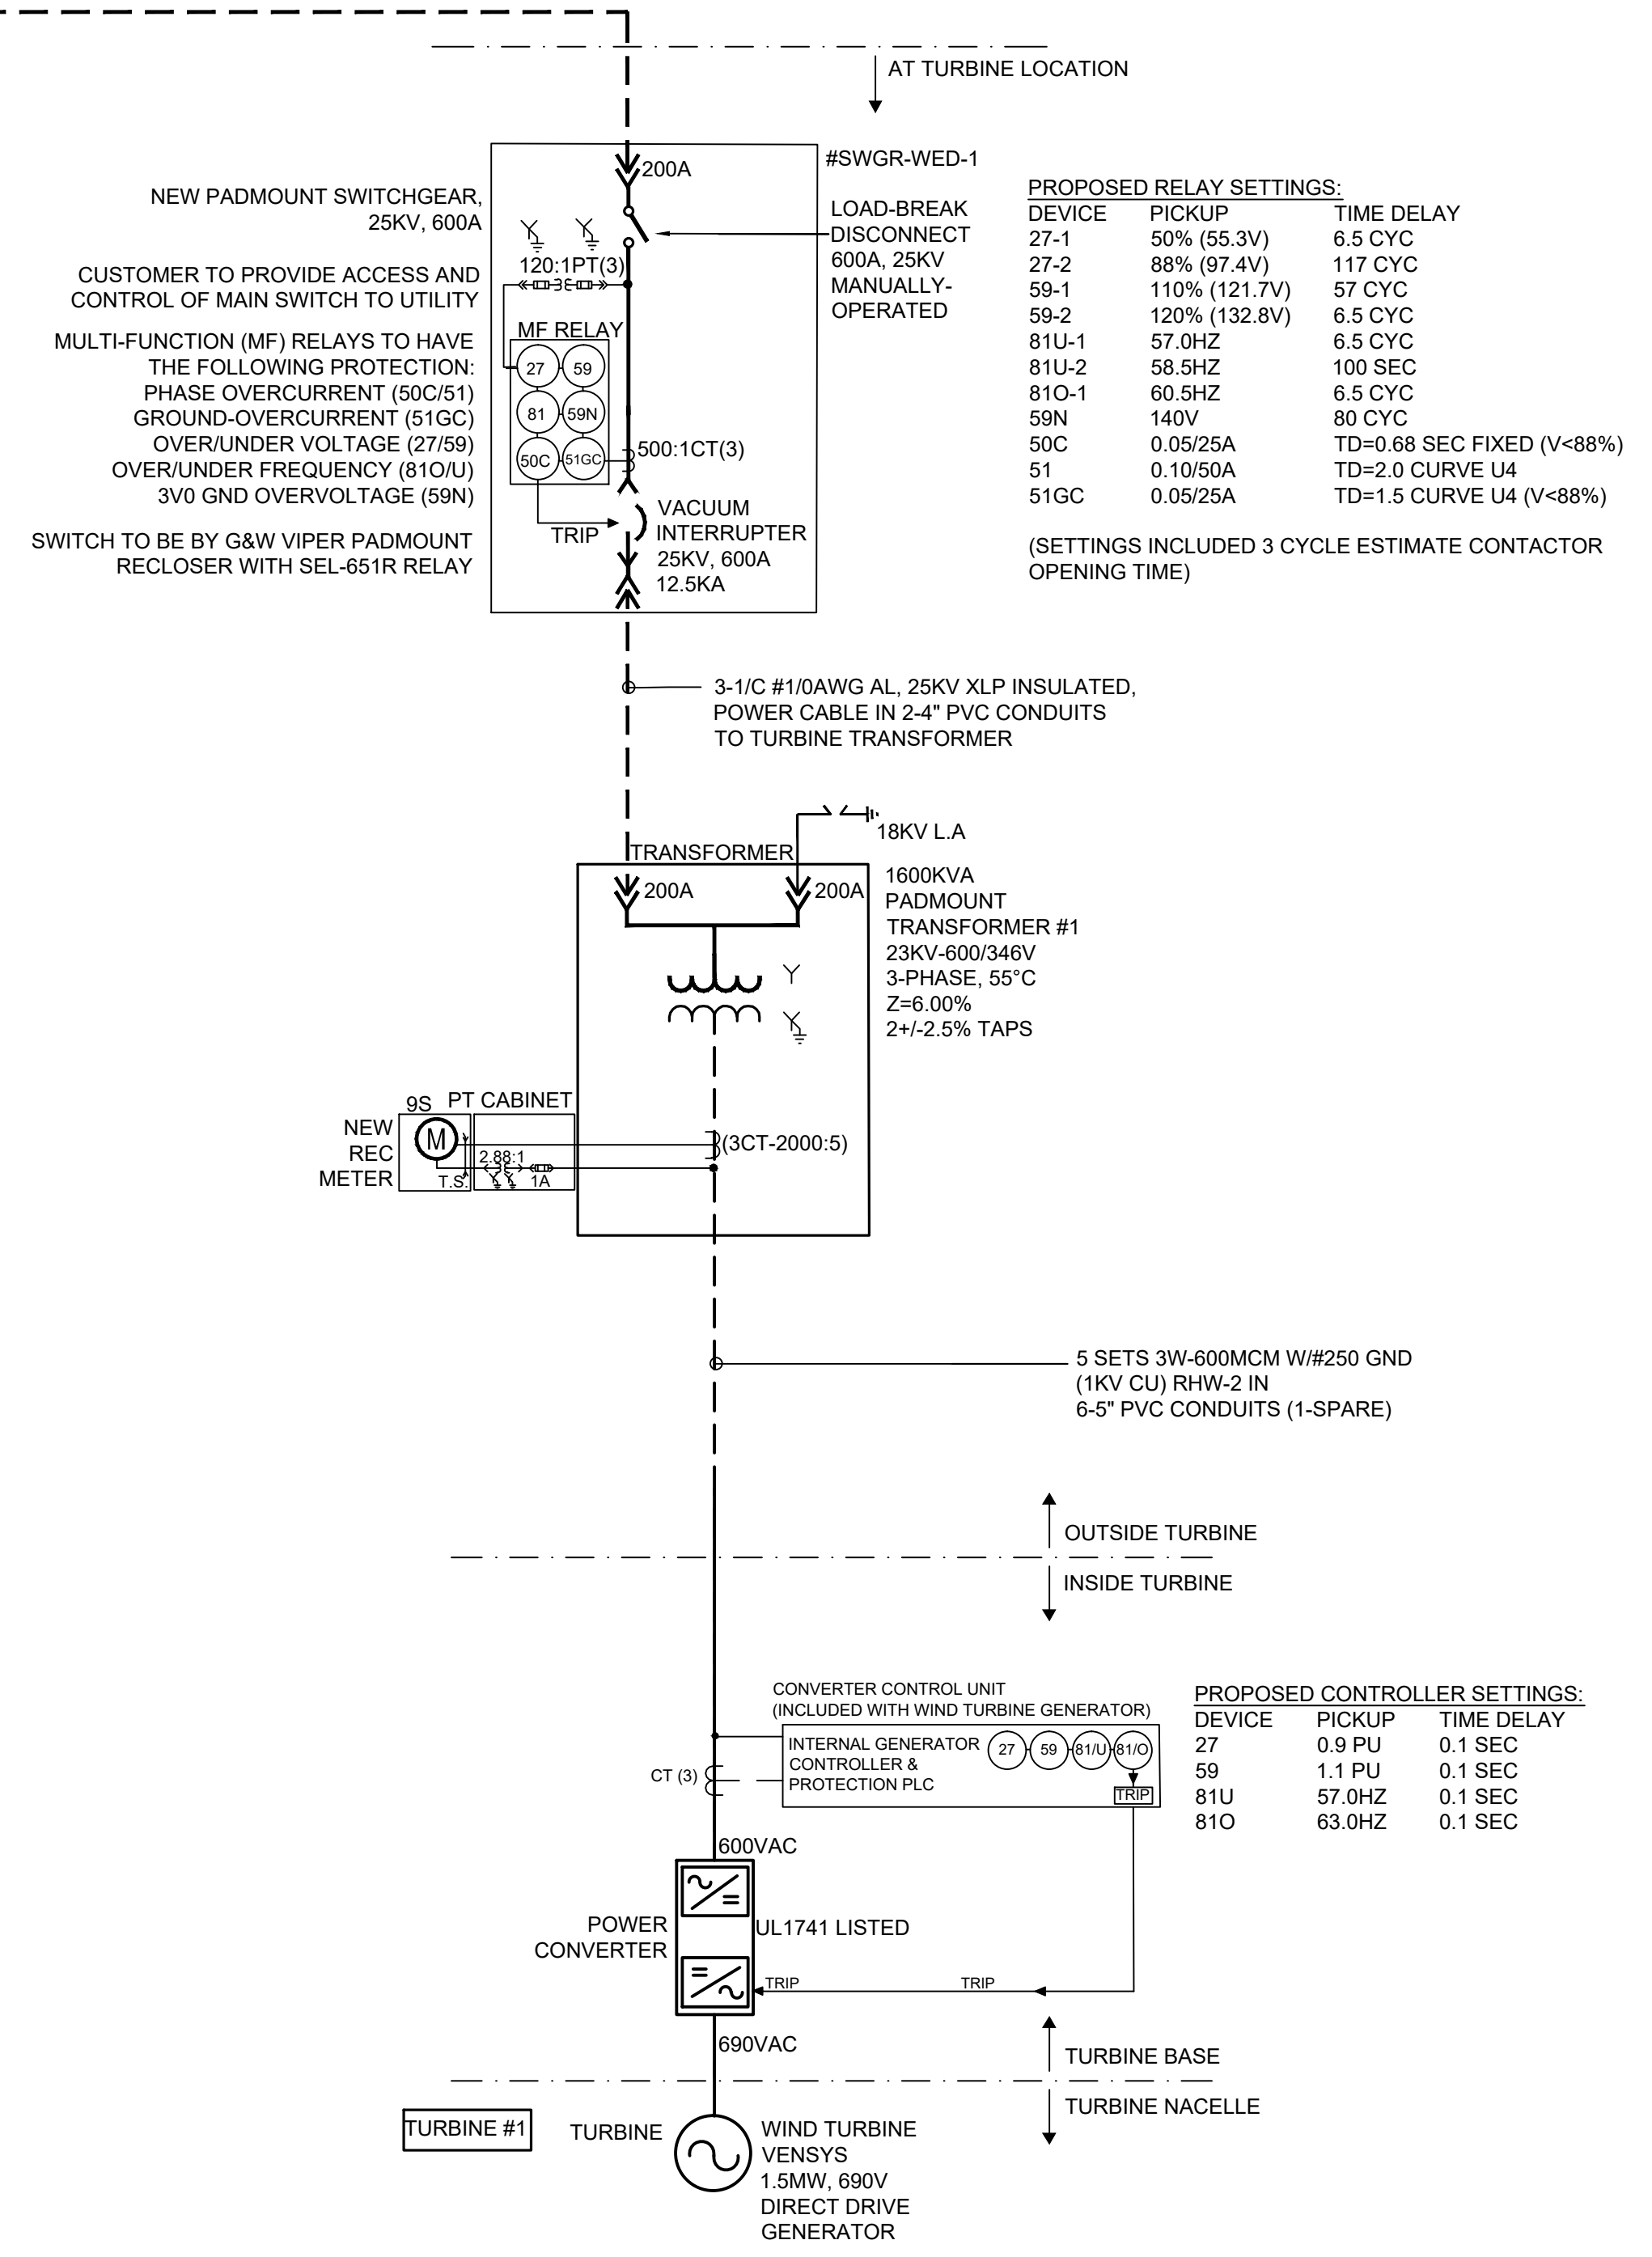 AT TURBINE LOCATION
#SWGR-WED-1
200A
NEW PADMOUNT SWITCHGEAR,
25KV, 600A
LOAD-BREAK
DISCONNECT
600A, 25KV
MANUALLY-
OPERATED
120:1PT(3)
CUSTOMER TO PROVIDE ACCESS AND
CONTROL OF MAIN SWITCH TO UTILITY
MF RELAY
27 59
81 59N
50C 51GC
MULTI-FUNCTION (MF) RELAYS TO HAVE
THE FOLLOWING PROTECTION:
PHASE OVERCURRENT (50C/51)
GROUND-OVERCURRENT (51GC)
OVER/UNDER VOLTAGE (27/59)
OVER/UNDER FREQUENCY (81O/U)
3V0 GND OVERVOLTAGE (59N)
500:1CT(3)
TRIP
VACUUM
INTERRUPTER
25KV, 600A
12.5KA
SWITCH TO BE BY G&W VIPER PADMOUNT
RECLOSER WITH SEL-651R RELAY
PROPOSED RELAY SETTINGS:
DEVICE PICKUP TIME DELAY
27-1 50% (55.3V) 6.5 CYC
27-2 88% (97.4V) 117 CYC
59-1 110% (121.7V) 57 CYC
59-2 120% (132.8V) 6.5 CYC
81U-1 57.0HZ 6.5 CYC
81U-2 58.5HZ 100 SEC
81O-1 60.5HZ 6.5 CYC
59N 140V 80 CYC
50C 0.05/25A TD=0.68 SEC FIXED (V<88%)
51 0.10/50A TD=2.0 CURVE U4
51GC 0.05/25A TD=1.5 CURVE U4 (V<88%)
(SETTINGS INCLUDED 3 CYCLE ESTIMATE CONTACTOR
OPENING TIME)
3-1/C #1/0AWG AL, 25KV XLP INSULATED,
POWER CABLE IN 2-4" PVC CONDUITS
TO TURBINE TRANSFORMER
18KV L.A
TRANSFORMER
200A 200A
1600KVA
PADMOUNT
TRANSFORMER #1
23KV-600/346V
3-PHASE, 55°C
Z=6.00%
2+/-2.5% TAPS
9S PT CABINET
NEW
REC
METER
M
T.S.
2.88:1
1A
(3CT-2000:5)
5 SETS 3W-600MCM W/#250 GND
(1KV CU) RHW-2 IN
6-5" PVC CONDUITS (1-SPARE)
OUTSIDE TURBINE
INSIDE TURBINE
CONVERTER CONTROL UNIT
(INCLUDED WITH WIND TURBINE GENERATOR)
INTERNAL GENERATOR
CONTROLLER &
PROTECTION PLC
27 59 81/U 81/O
TRIP
CT (3)
PROPOSED CONTROLLER SETTINGS:
DEVICE PICKUP TIME DELAY
27 0.9 PU 0.1 SEC
59 1.1 PU 0.1 SEC
81U 57.0HZ 0.1 SEC
81O 63.0HZ 0.1 SEC
600VAC
POWER
CONVERTER
UL1741 LISTED
TRIP TRIP
690VAC
TURBINE BASE
TURBINE NACELLE
TURBINE #1
TURBINE
WIND TURBINE
VENSYS
1.5MW, 690V
DIRECT DRIVE
GENERATOR